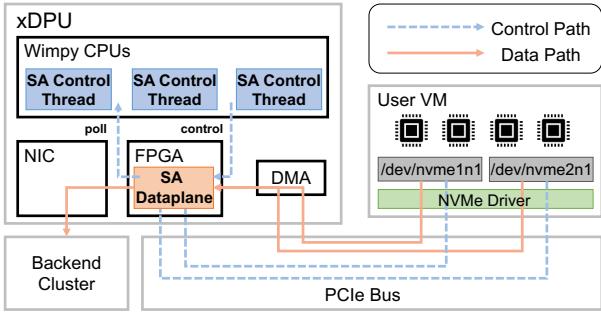 xDPU
Wimpy CPUs
SA Control
Thread
SA Control
Thread
SA Control
Thread
poll
control
NIC
FPGA
SA
Dataplane
DMA
Backend
Cluster
PCIe Bus
Control Path
Data Path
User VM
/dev/nvme1n1
/dev/nvme2n1
NVMe Driver